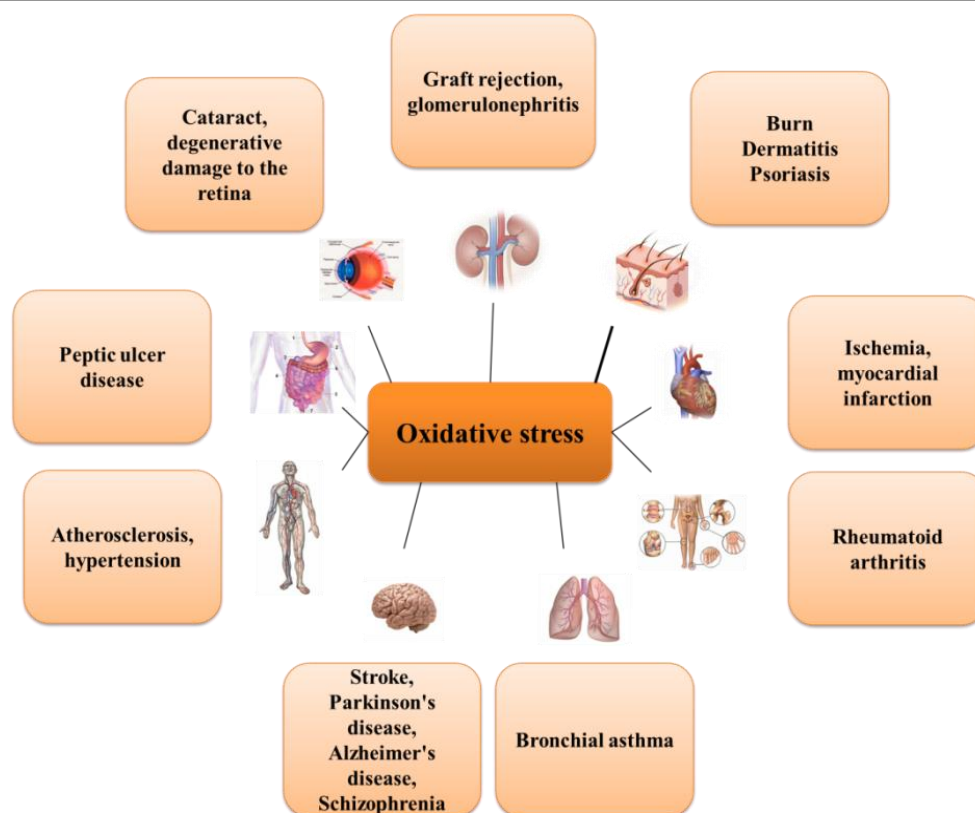 Graft rejection,
glomerulonephritis
Cataract,
degenerative
damage to the
retina
Burn
Dermatitis
Psoriasis
Peptic ulcer
disease
Oxidative stress
Ischemia,
myocardial
infarction
Atherosclerosis,
hypertension
Rheumatoid
arthritis
Stroke,
Parkinson's
disease,
Alzheimer's
disease,
Schizophrenia
Bronchial asthma